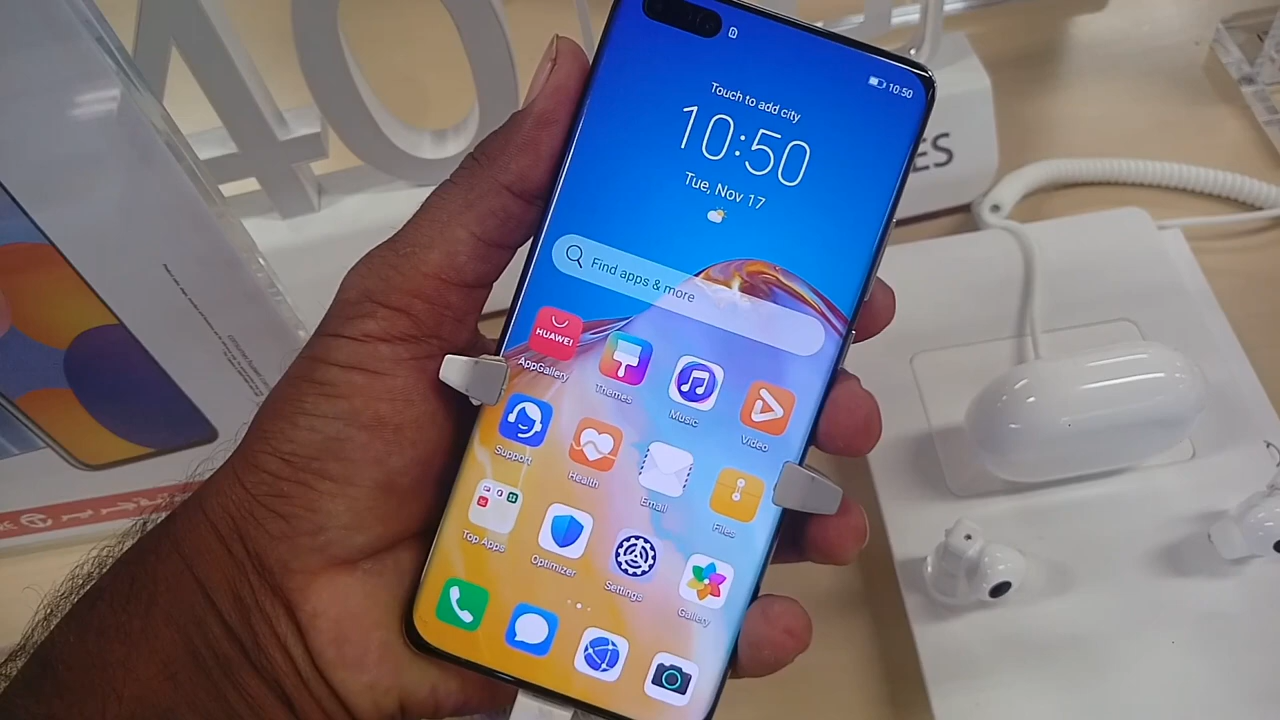 40
ES
10:50
Touch to add city
10:50
Tue, Nov 17
Find apps & more
HUAWEI
AppGallery
Themes
Music
Video
Support
Health
Email
Files
Top Apps
Optimizer
Settings
Gallery